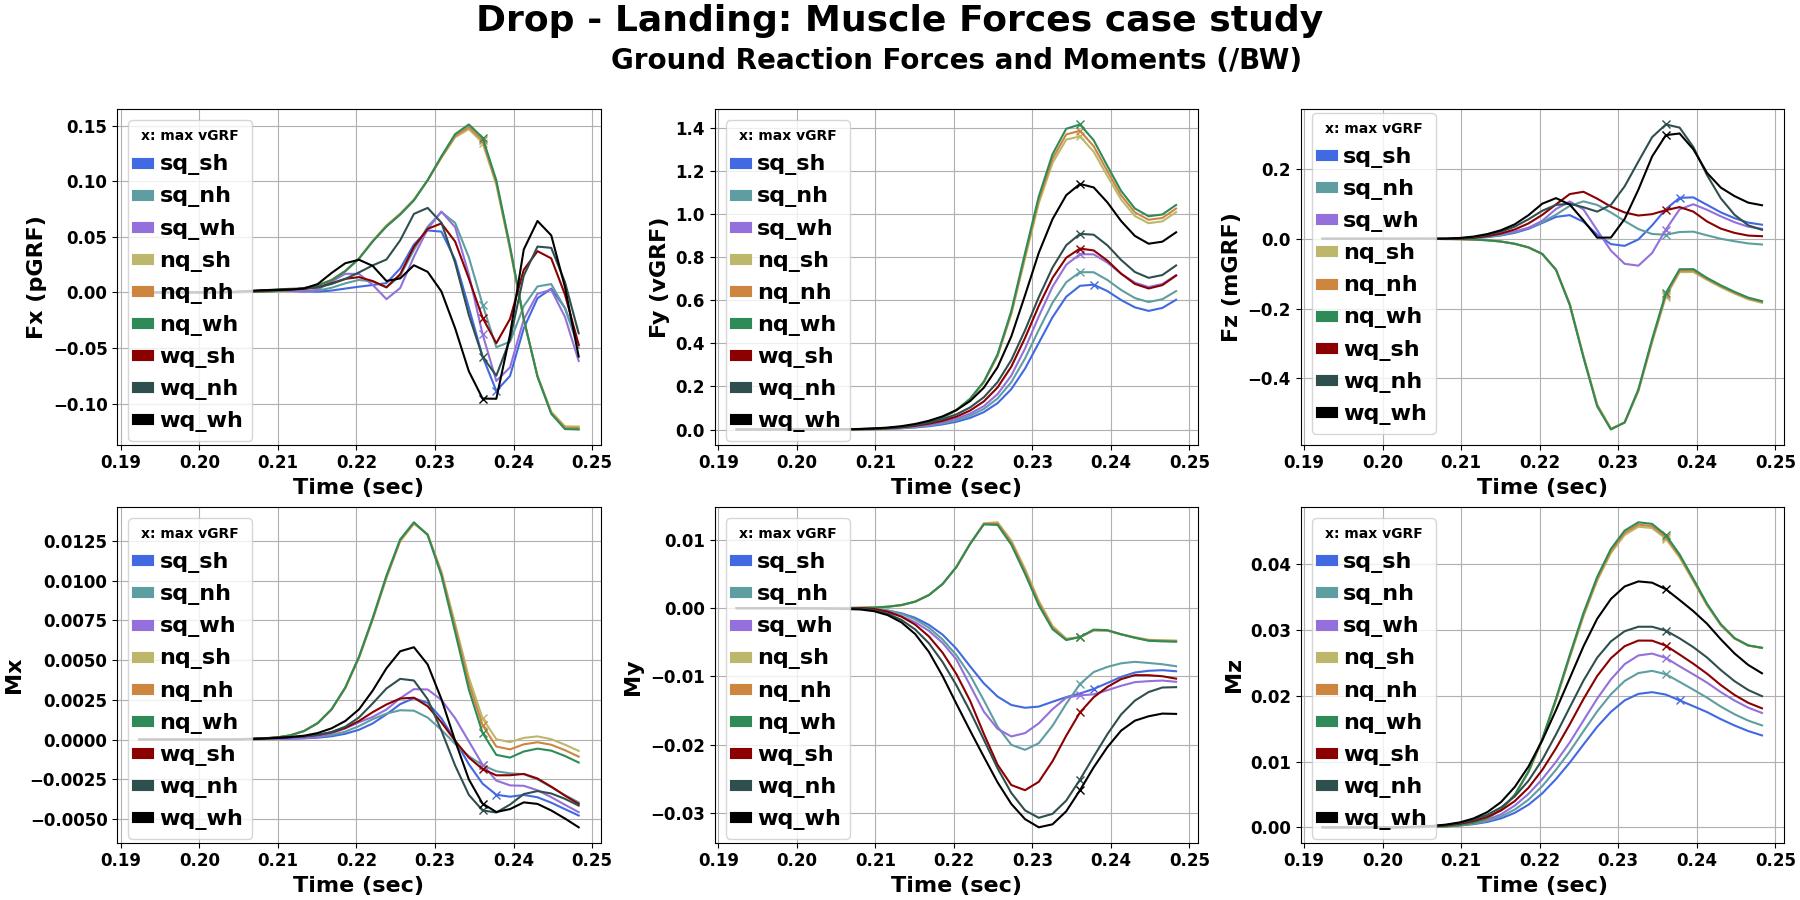 Drop - Landing: Muscle Forces case study
Ground Reaction Forces and Moments (/BW)
Fx (pGRF)
0.15
0.10
0.05
0.00
−0.05
−0.10
x: max vGRF
sq_sh
sq_nh
sq_wh
nq_sh
nq_nh
nq_wh
wq_sh
wq_nh
wq_wh
0.19 0.20 0.21 0.22 0.23 0.24 0.25
Time (sec)
Fy (vGRF)
1.4
1.2
1.0
0.8
0.6
0.4
0.2
0.0
x: max vGRF
sq_sh
sq_nh
sq_wh
nq_sh
nq_nh
nq_wh
wq_sh
wq_nh
wq_wh
0.19 0.20 0.21 0.22 0.23 0.24 0.25
Time (sec)
Fz (mGRF)
0.2
0.0
−0.2
−0.4
x: max vGRF
sq_sh
sq_nh
sq_wh
nq_sh
nq_nh
nq_wh
wq_sh
wq_nh
wq_wh
0.19 0.20 0.21 0.22 0.23 0.24 0.25
Time (sec)
Mx
0.0125
0.0100
0.0075
0.0050
0.0025
0.0000
−0.0025
−0.0050
x: max vGRF
sq_sh
sq_nh
sq_wh
nq_sh
nq_nh
nq_wh
wq_sh
wq_nh
wq_wh
0.19 0.20 0.21 0.22 0.23 0.24 0.25
Time (sec)
My
0.01
0.00
−0.01
−0.02
−0.03
x: max vGRF
sq_sh
sq_nh
sq_wh
nq_sh
nq_nh
nq_wh
wq_sh
wq_nh
wq_wh
0.19 0.20 0.21 0.22 0.23 0.24 0.25
Time (sec)
Mz
0.04
0.03
0.02
0.01
0.00
x: max vGRF
sq_sh
sq_nh
sq_wh
nq_sh
nq_nh
nq_wh
wq_sh
wq_nh
wq_wh
0.19 0.20 0.21 0.22 0.23 0.24 0.25
Time (sec)